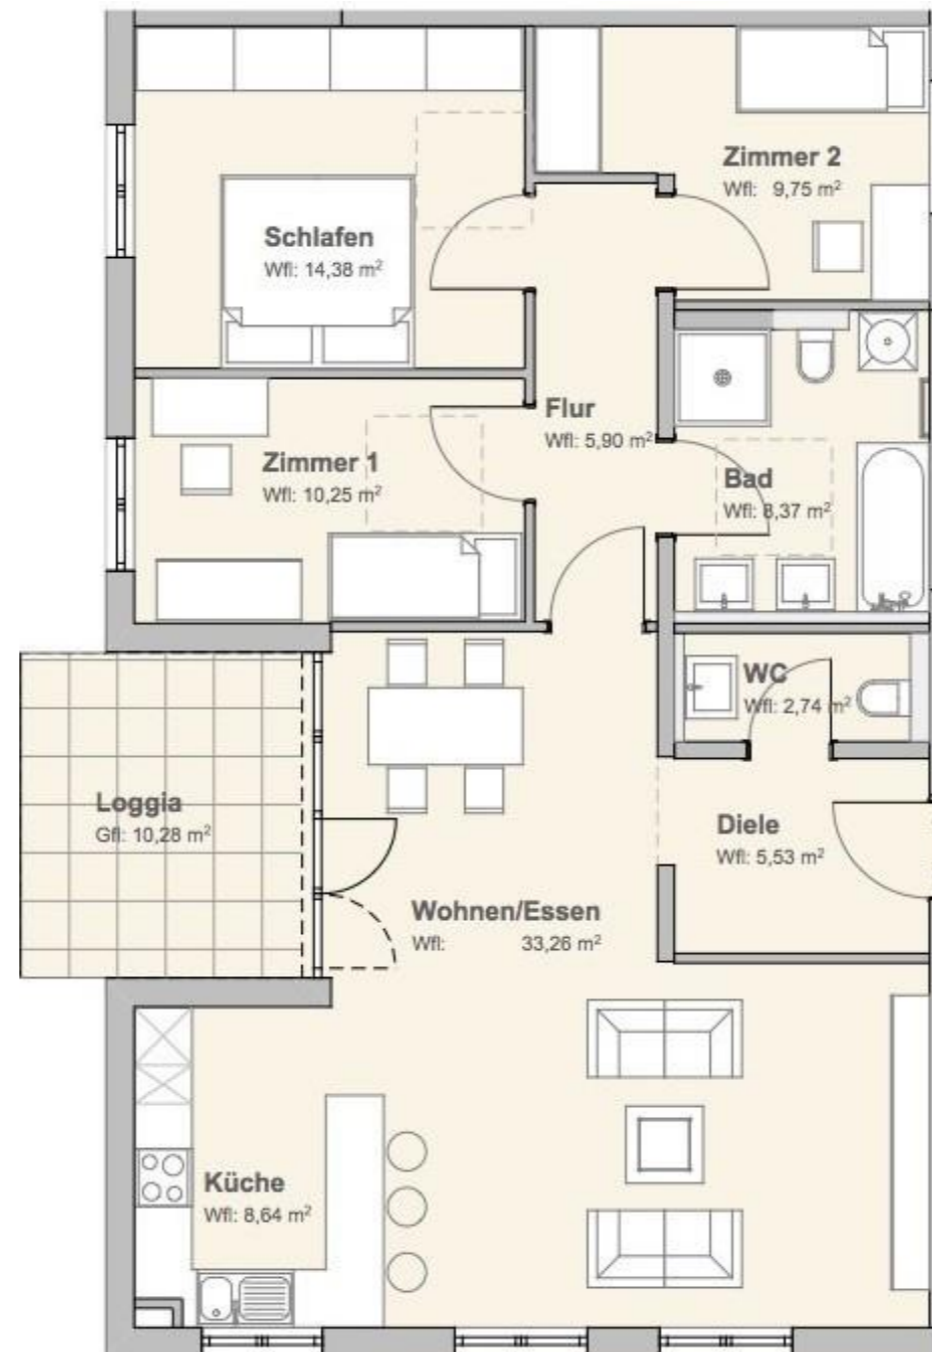 Zimmer 2
Wfl: 9,75 m²
Schlafen
Wfl: 14,38 m²
Flur
Wfl: 5,90 m²
Zimmer 1
Wfl: 10,25 m²
Bad
Wfl: 8,37 m²
WC
Wfl: 2,74 m²
Loggia
Gfl: 10,28 m²
Diele
Wfl: 5,53 m²
Wohnen/Essen
Wfl: 33,26 m²
Küche
Wfl: 8,64 m²